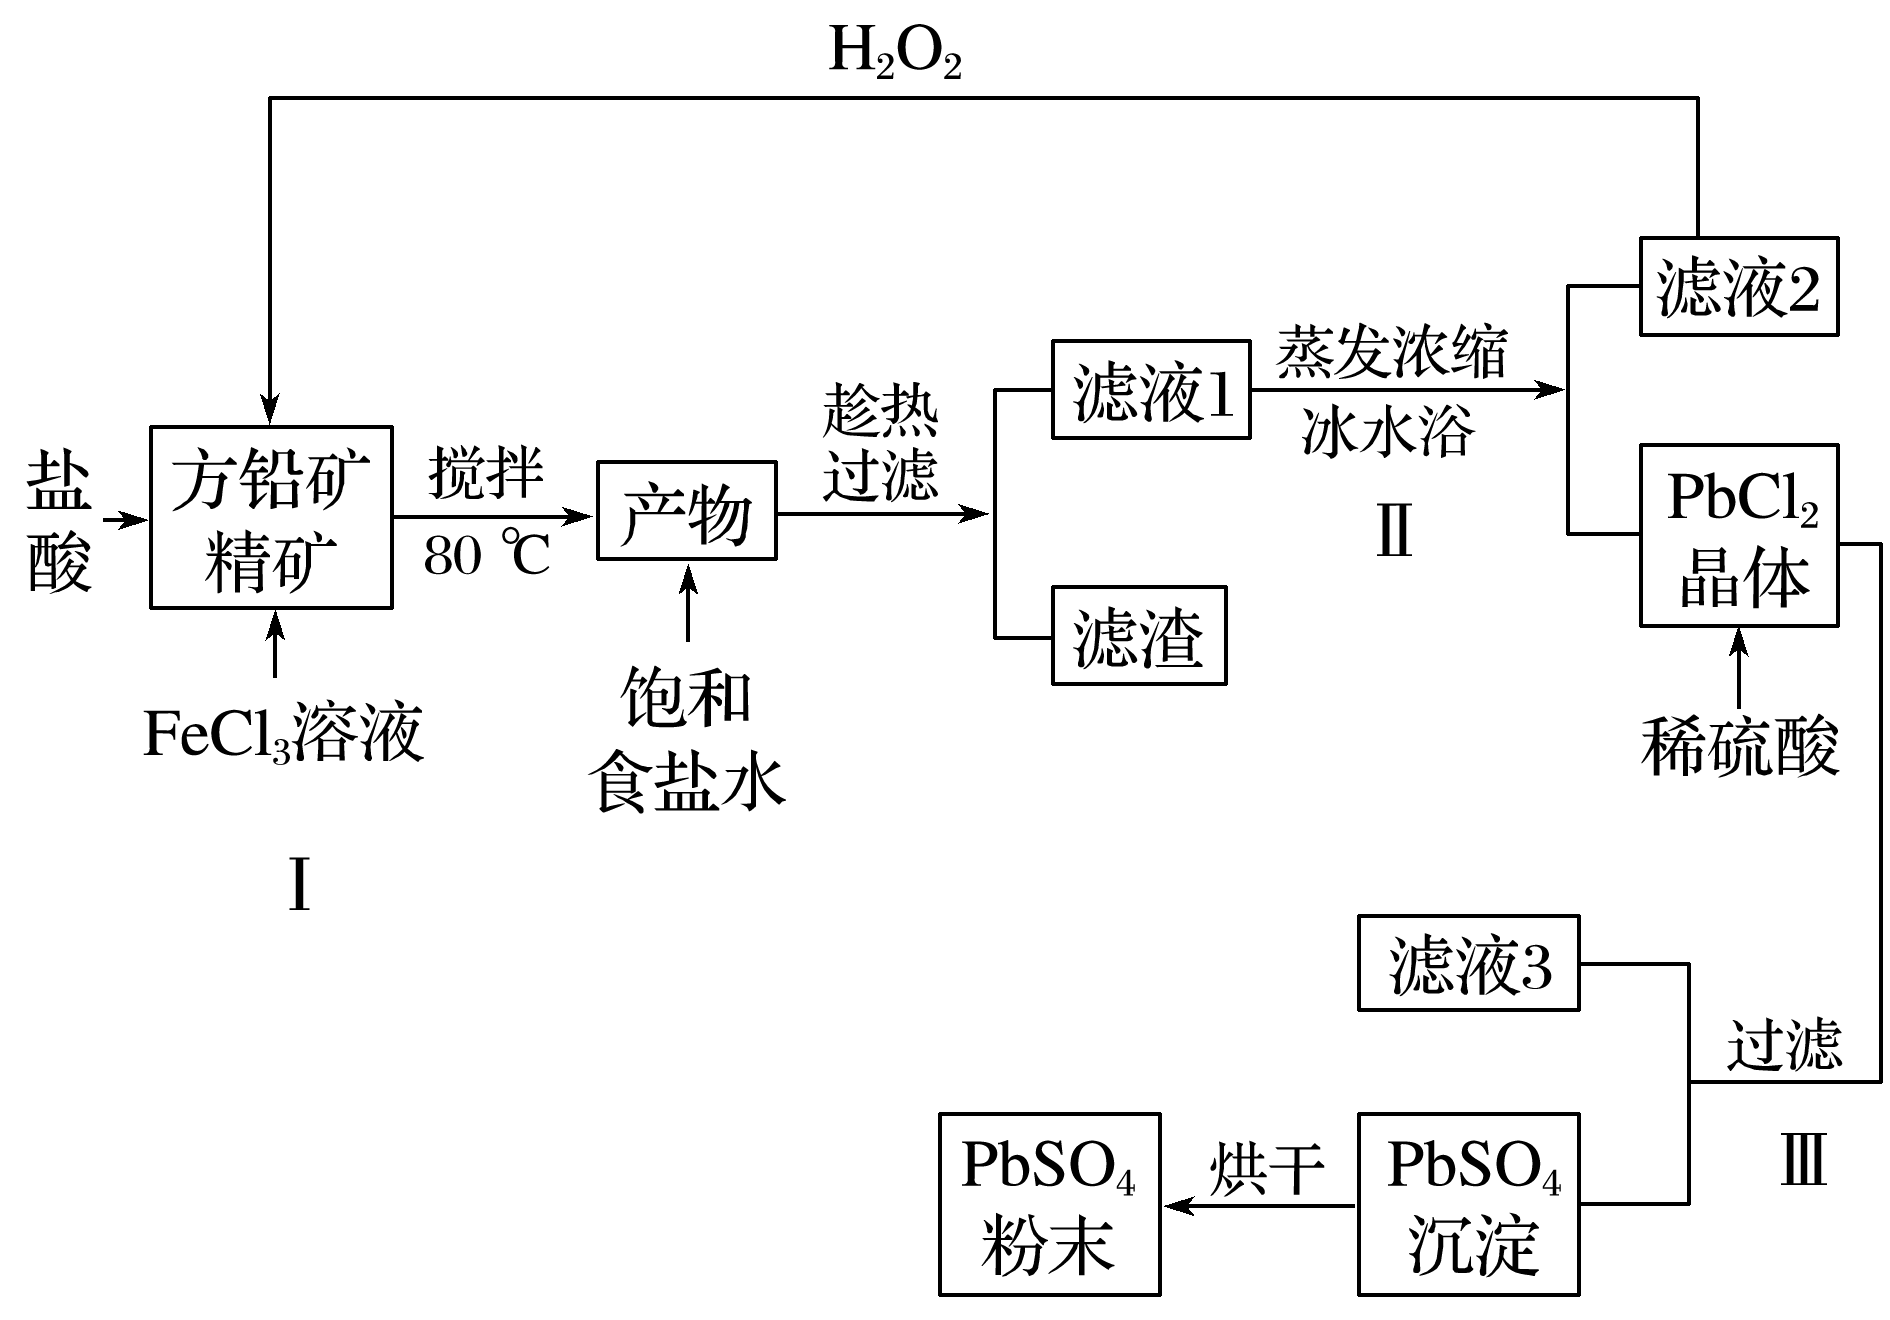 H₂O₂
滤液2
盐
酸
方铅矿
精矿
搅拌
80 ℃
产物
趁热
过滤
滤液1
蒸发浓缩
冰水浴
Ⅱ
PbCl₂
晶体
滤渣
FeCl₃溶液
饱和
食盐水
稀硫酸
Ⅰ
滤液3
过滤
Ⅲ
PbSO₄
粉末
烘干
PbSO₄
沉淀